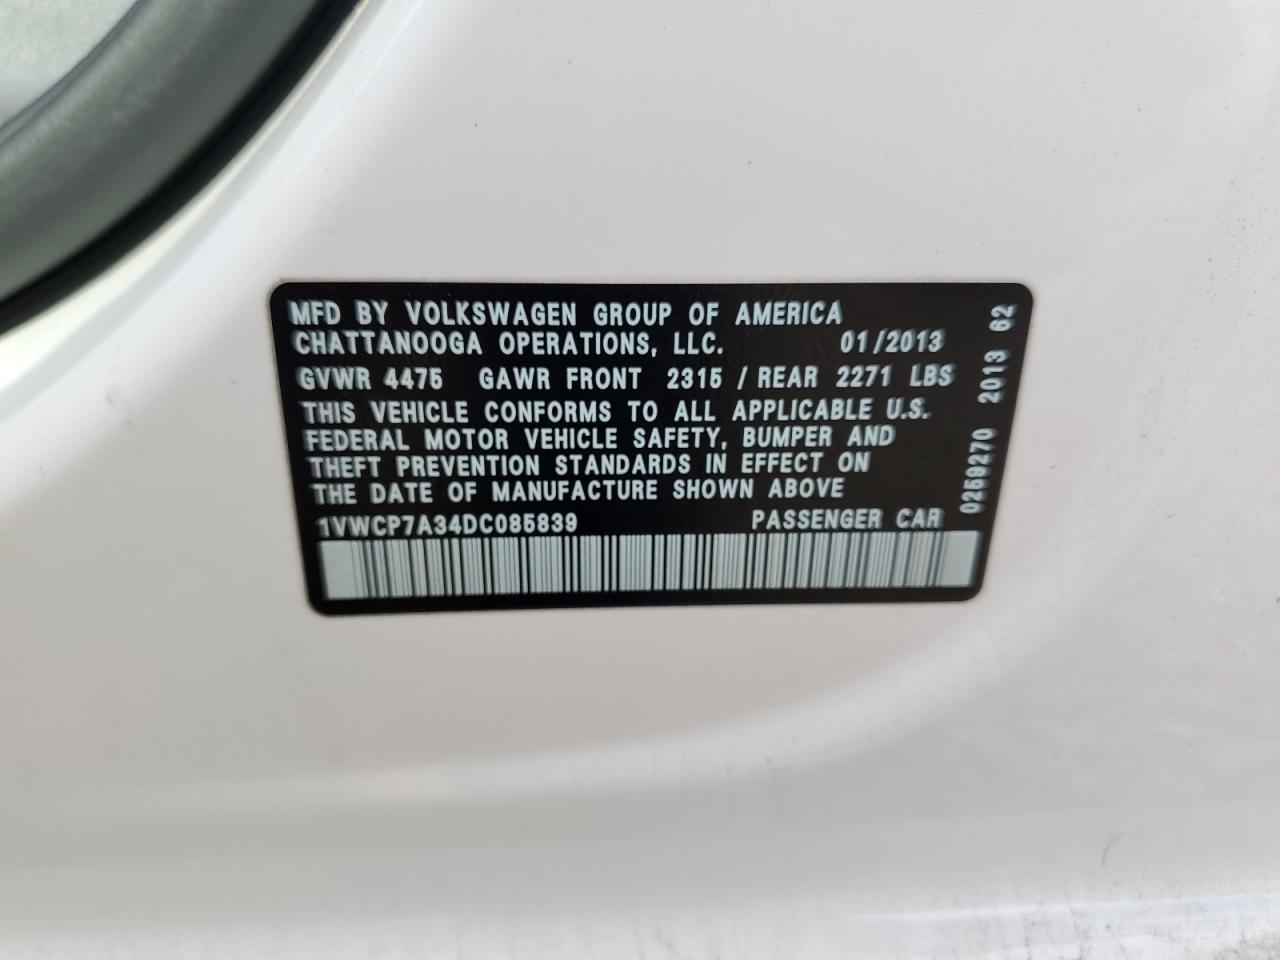 MFD BY VOLKSWAGEN GROUP OF AMERICA
CHATTANOOGA OPERATIONS, LLC. 01/2013
GVWR 4475 GAWR FRONT 2315 / REAR 2271 LBS
THIS VEHICLE CONFORMS TO ALL APPLICABLE U.S.
FEDERAL MOTOR VEHICLE SAFETY, BUMPER AND
THEFT PREVENTION STANDARDS IN EFFECT ON
THE DATE OF MANUFACTURE SHOWN ABOVE
1VWCP7A34DC085839 PASSENGER CAR
0259270 2013 62